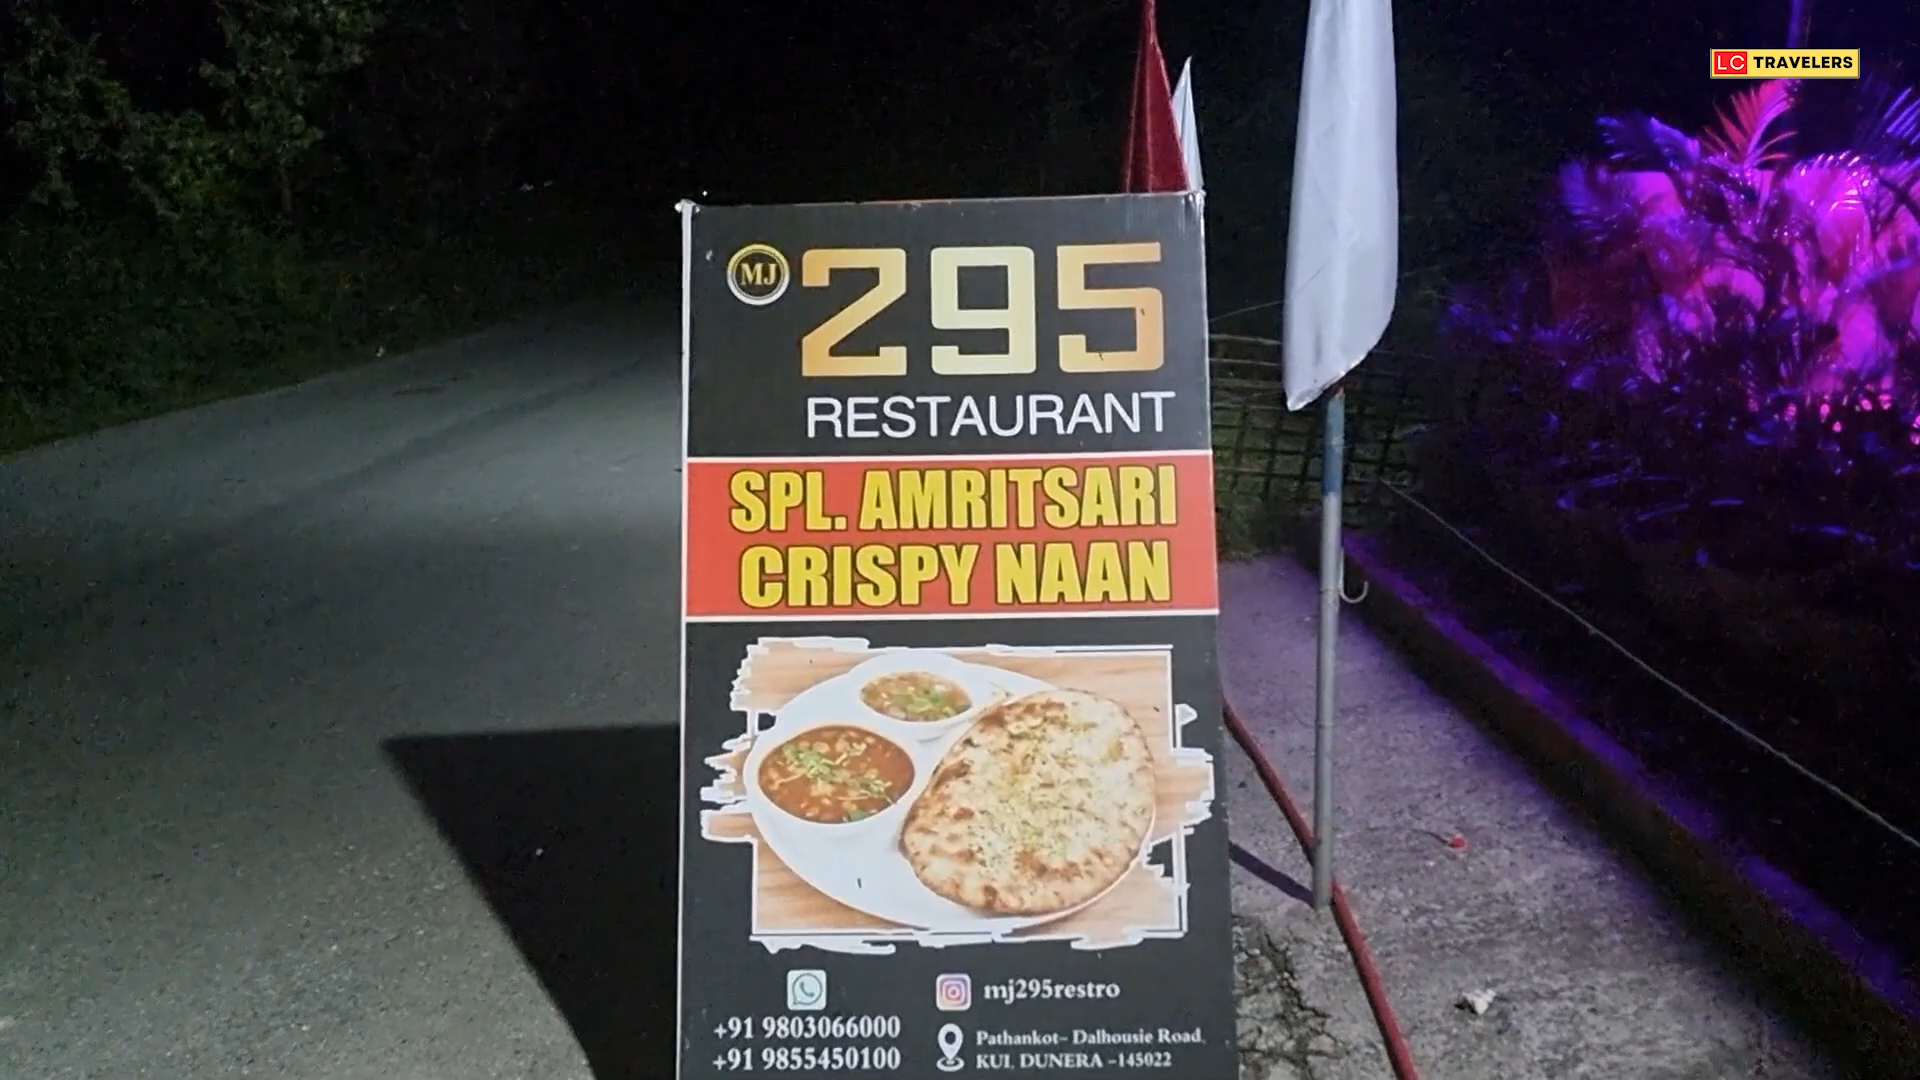 LC TRAVELERS
MJ
295
RESTAURANT
SPL. AMRITSARI
CRISPY NAAN
mj295restro
+91 9803066000
+91 9855450100
Pathankot- Dalhousie Road,
KUI, DUNERA -145022